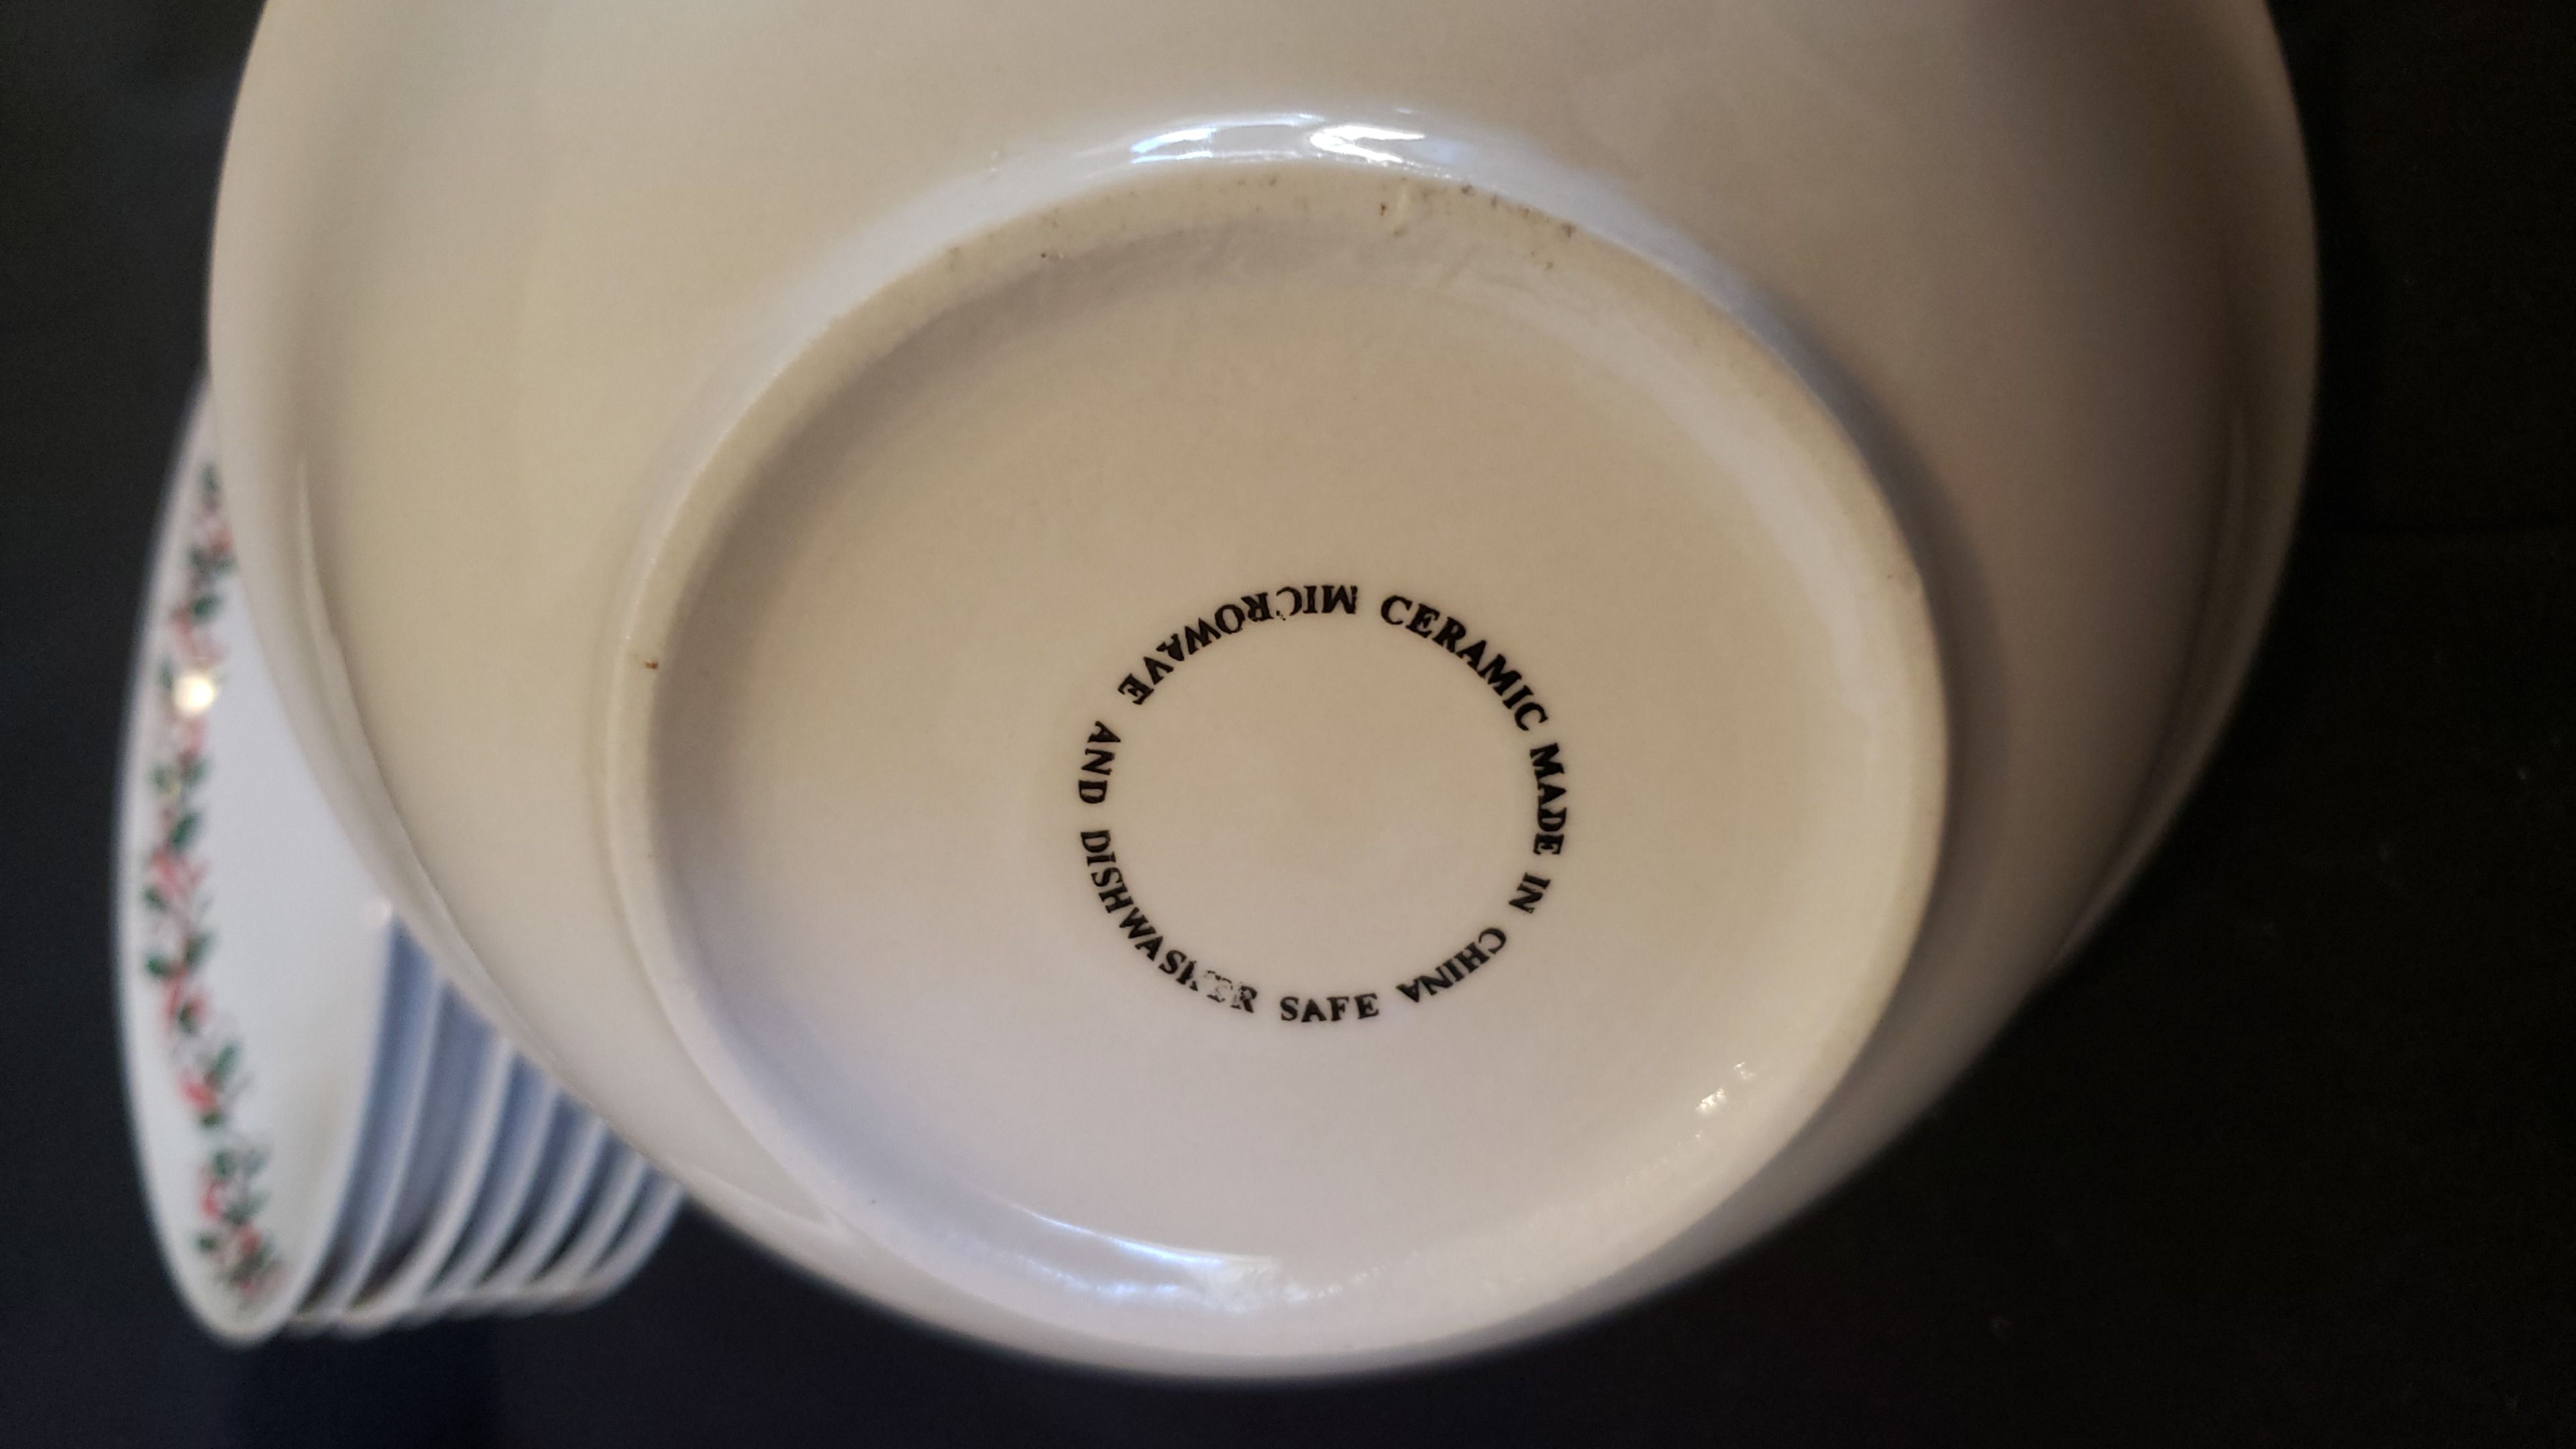 CERAMIC MADE IN CHINA
MICROWAVE AND DISHWASHER SAFE